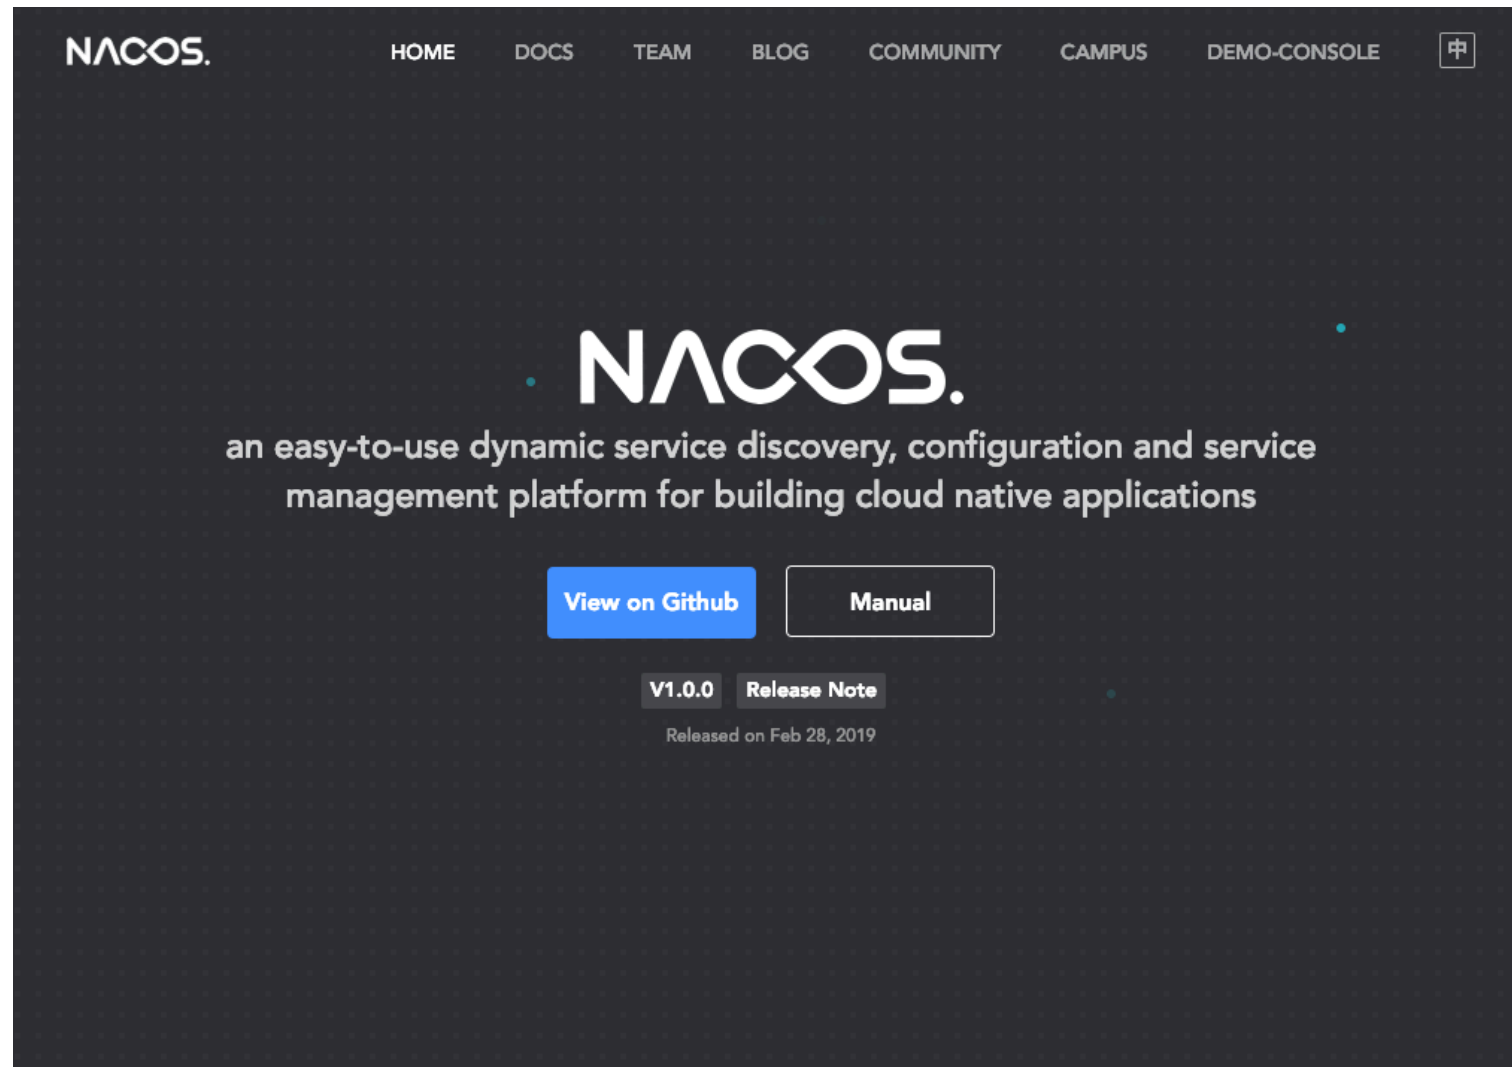 NACOS.
HOME DOCS TEAM BLOG COMMUNITY CAMPUS DEMO-CONSOLE 中
NACOS.
an easy-to-use dynamic service discovery, configuration and service
management platform for building cloud native applications
View on Github Manual
V1.0.0 Release Note
Released on Feb 28, 2019